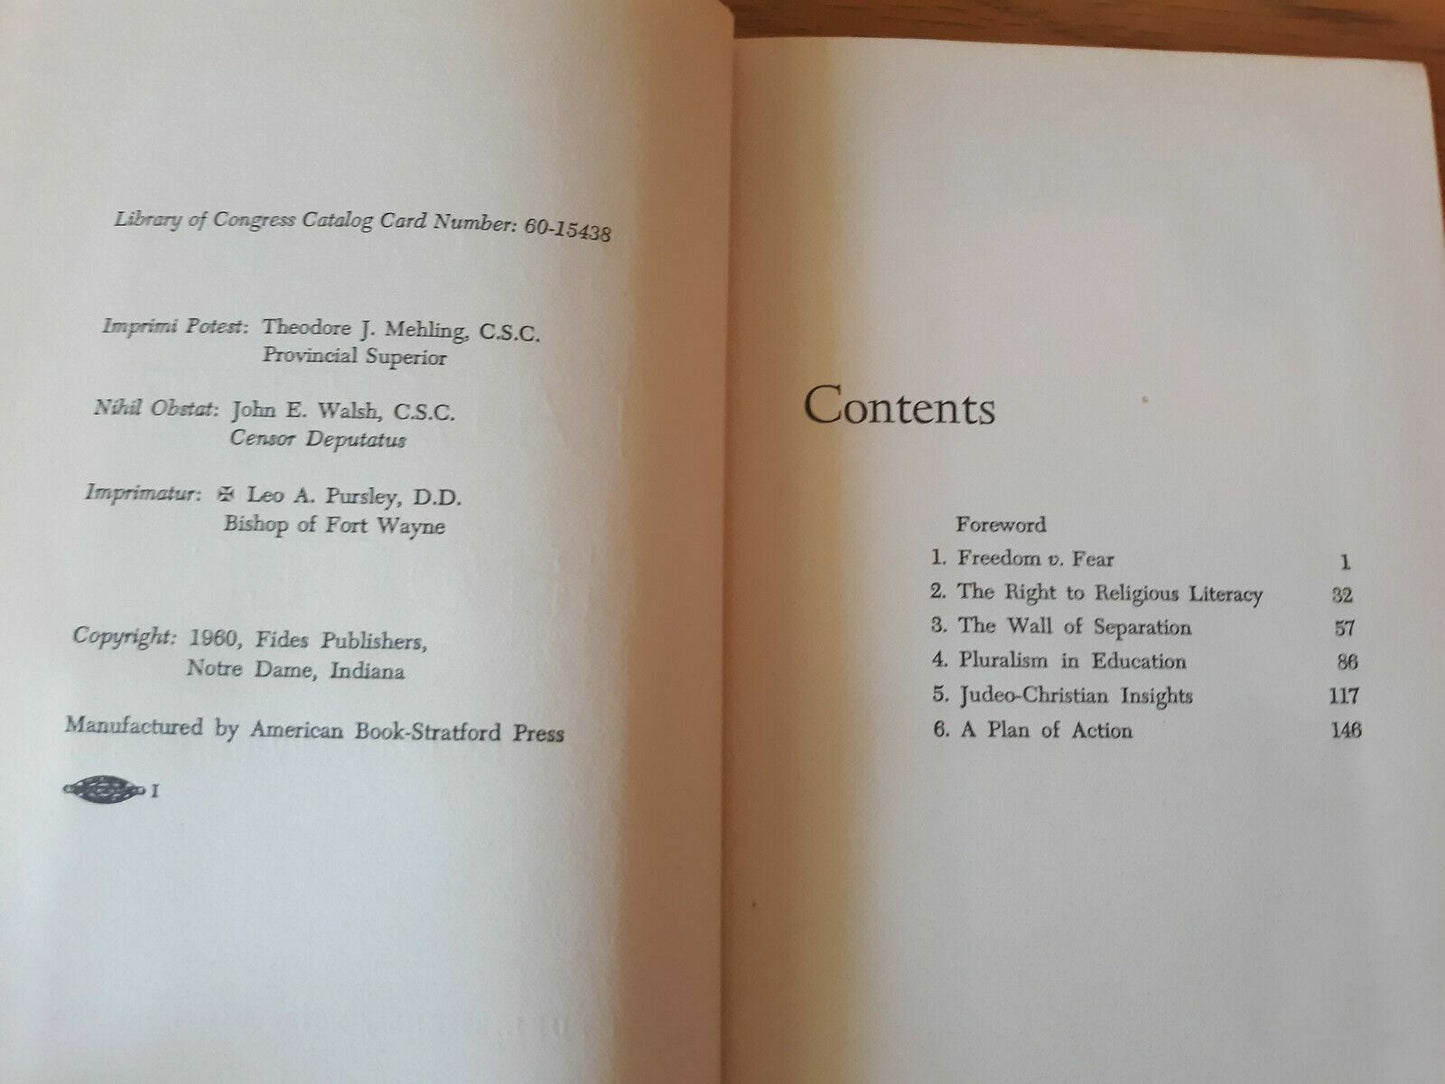 Library of Congress Catalog Card Number: 60-15438
Imprimi Potest: Theodore J. Mehling, C.S.C.
Provincial Superior
Nihil Obstat: John E. Walsh, C.S.C.
Censor Deputatus
Imprimatur: ✠ Leo A. Pursley, D.D.
Bishop of Fort Wayne
Copyright: 1960, Fides Publishers,
Notre Dame, Indiana
Manufactured by American Book-Stratford Press
I
Contents
Foreword
1. Freedom v. Fear 1
2. The Right to Religious Literacy 32
3. The Wall of Separation 57
4. Pluralism in Education 86
5. Judeo-Christian Insights 117
6. A Plan of Action 146